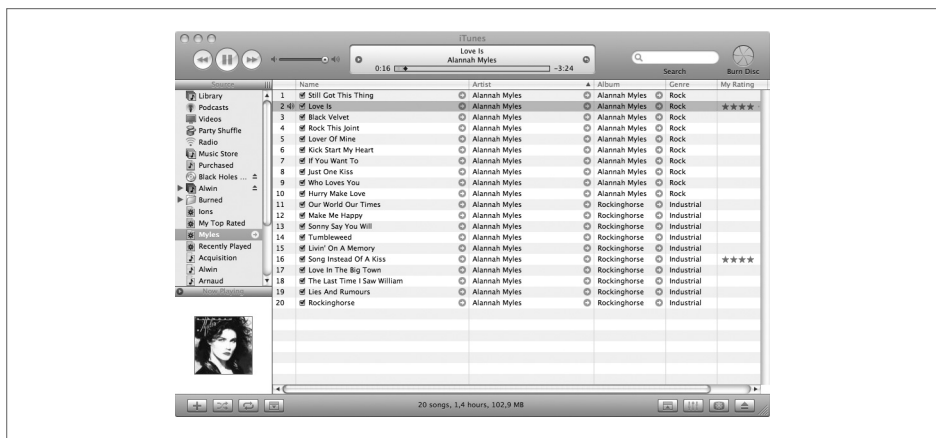 iTunes
Love Is
Alannah Myles
0:16 -3:24
Search
Burn Disc
Source
Name Artist Album Genre My Rating
Library
Podcasts
Videos
Party Shuffle
Radio
Music Store
Purchased
Black Holes ...
Alwin
Burned
Ions
My Top Rated
Myles
Recently Played
Acquisition
Alwin
Arnaud
Now Playing
1 Still Got This Thing Alannah Myles Alannah Myles Rock
2 Love Is Alannah Myles Alannah Myles Rock ★★★★
3 Black Velvet Alannah Myles Alannah Myles Rock
4 Rock This Joint Alannah Myles Alannah Myles Rock
5 Lover Of Mine Alannah Myles Alannah Myles Rock
6 Kick Start My Heart Alannah Myles Alannah Myles Rock
7 If You Want To Alannah Myles Alannah Myles Rock
8 Just One Kiss Alannah Myles Alannah Myles Rock
9 Who Loves You Alannah Myles Alannah Myles Rock
10 Hurry Make Love Alannah Myles Alannah Myles Rock
11 Our World Our Times Alannah Myles Rockinghorse Industrial
12 Make Me Happy Alannah Myles Rockinghorse Industrial
13 Sonny Say You Will Alannah Myles Rockinghorse Industrial
14 Tumbleweed Alannah Myles Rockinghorse Industrial
15 Livin' On A Memory Alannah Myles Rockinghorse Industrial
16 Song Instead Of A Kiss Alannah Myles Rockinghorse Industrial ★★★★
17 Love In The Big Town Alannah Myles Rockinghorse Industrial
18 The Last Time I Saw William Alannah Myles Rockinghorse Industrial
19 Lies And Rumours Alannah Myles Rockinghorse Industrial
20 Rockinghorse Alannah Myles Rockinghorse Industrial
20 songs, 1,4 hours, 102,9 MB